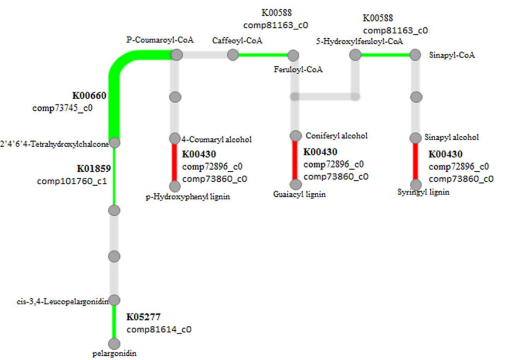 K00588
comp81163_c0
K00588
comp81163_c0
P-Coumaroyl-CoA
Caffeoyl-CoA
5-Hydroxylferuloyl-CoA
Sinapyl-CoA
Feruloyl-CoA
K00660
comp73745_c0
2'4'6'4-Tetrahydroxylchalcone
4-Coumaryl alcohol
Coniferyl alcohol
Sinapyl alcohol
K00430
comp72896_c0
comp73860_c0
K00430
comp72896_c0
comp73860_c0
K00430
comp72896_c0
comp73860_c0
K01859
comp101760_c1
p-Hydroxyphenyl lignin
Guaiacyl lignin
Syringyl lignin
cis-3,4-Leucopelargonidin
K05277
comp81614_c0
pelargonidin